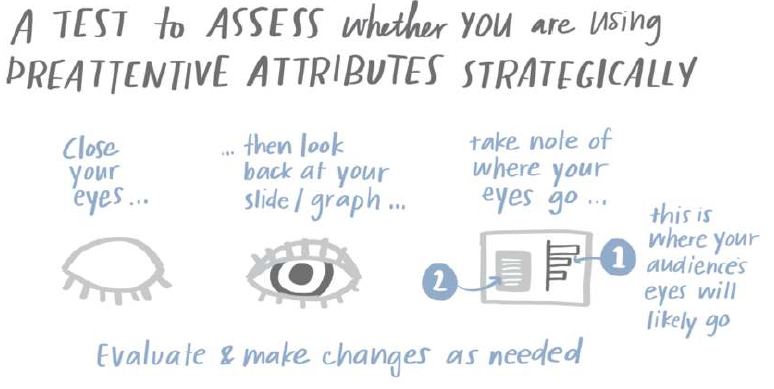 A TEST to ASSESS whether YOU are using
PREATTENTIVE ATTRIBUTES STRATEGICALLY
Close
your
eyes...
... then look
back at your
slide/graph...
take note of
where your
eyes go...
1
2
this is
where your
audience's
eyes will
likely go
Evaluate & make changes as needed